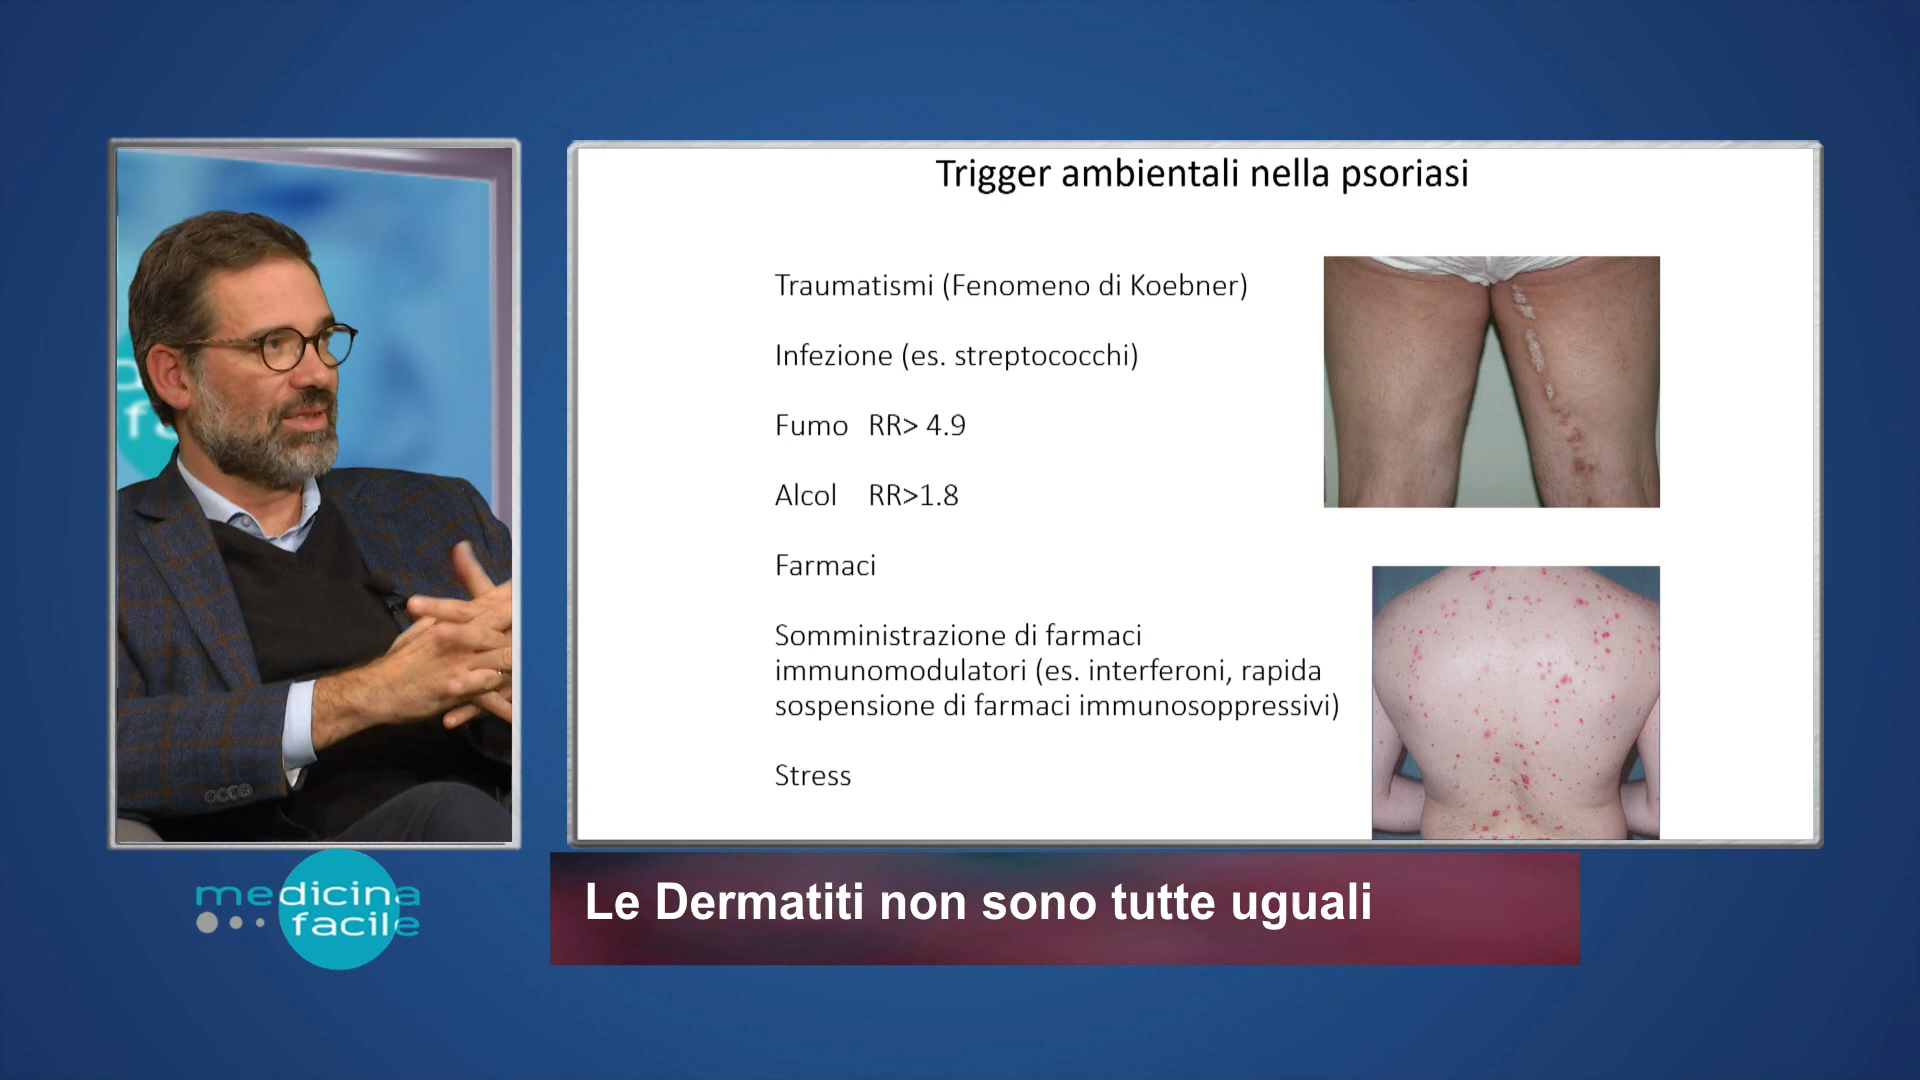 Trigger ambientali nella psoriasi
Traumatismi (Fenomeno di Koebner)
Infezione (es. streptococchi)
Fumo RR> 4.9
Alcol RR>1.8
Farmaci
Somministrazione di farmaci
immunomodulatori (es. interferoni, rapida
sospensione di farmaci immunosoppressivi)
Stress
medicina
facile
Le Dermatiti non sono tutte uguali